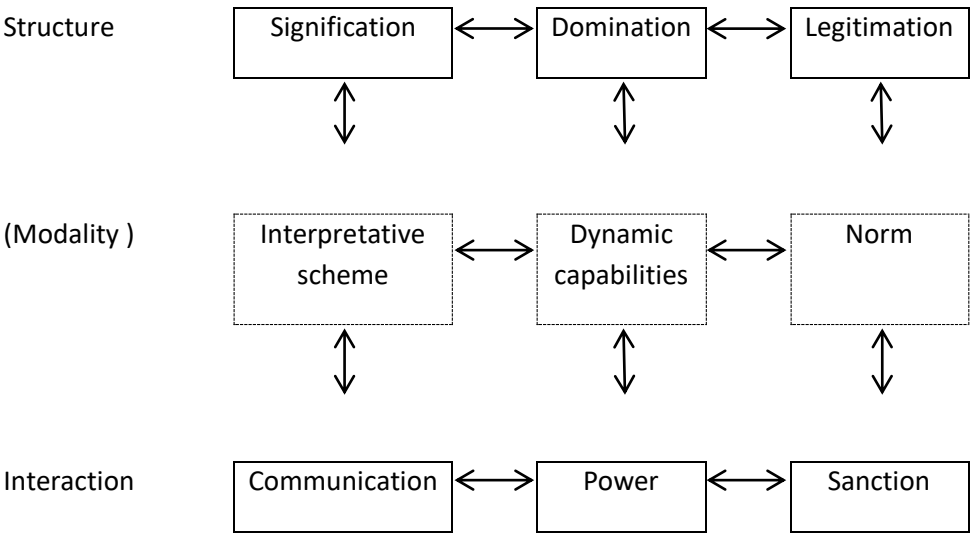 Structure Signification Domination Legitimation
(Modality ) Interpretative scheme Dynamic capabilities Norm
Interaction Communication Power Sanction